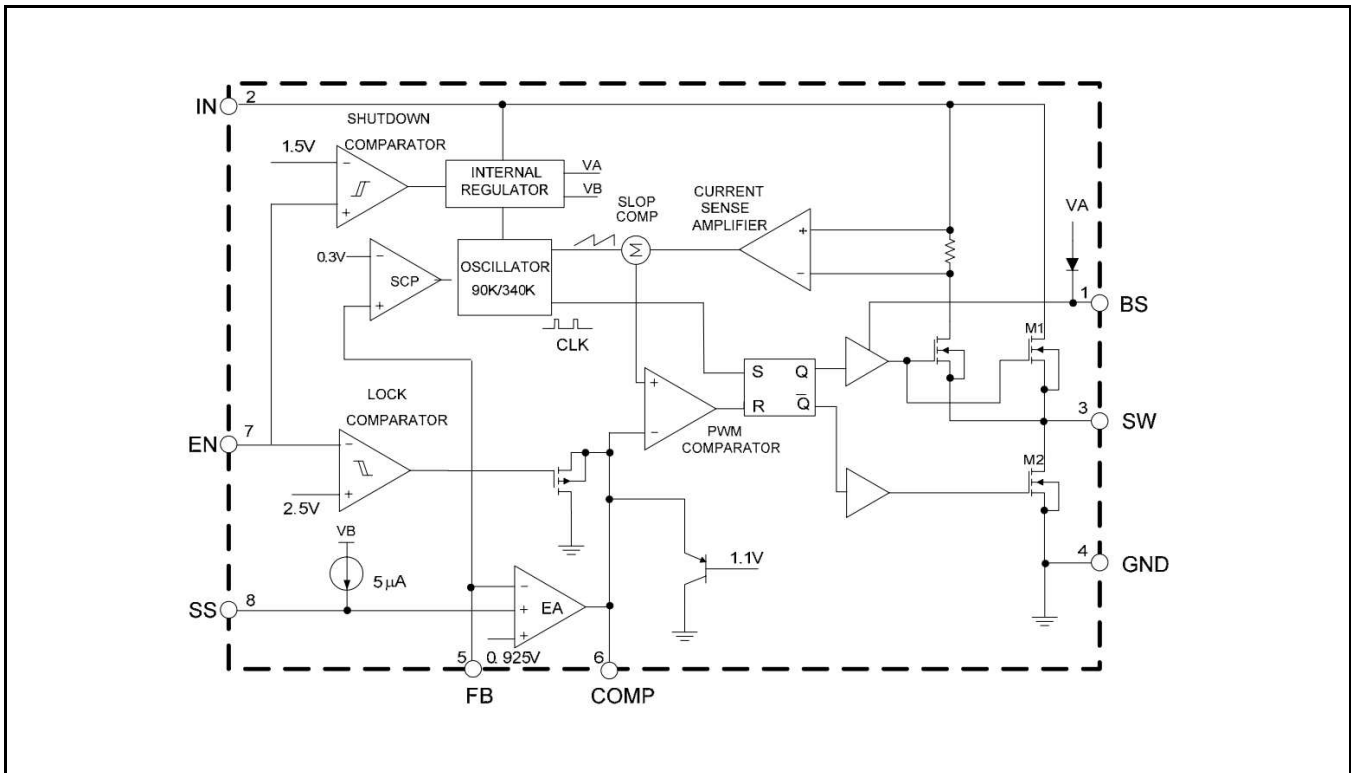 IN
2
SHUTDOWN
COMPARATOR
1.5V
−
+
INTERNAL
REGULATOR
VA
VB
SLOP
COMP
CURRENT
SENSE
AMPLIFIER
+
−
VA
0.3V
−
SCP
+
OSCILLATOR
90K/340K
Σ
1
BS
CLK
M1
S
Q
R
Q̅
+
−
PWM
COMPARATOR
LOCK
COMPARATOR
EN
7
−
+
2.5V
3
SW
M2
VB
5 µA
1.1V
4
GND
SS
8
−
+
+
EA
0.925V
5
FB
6
COMP